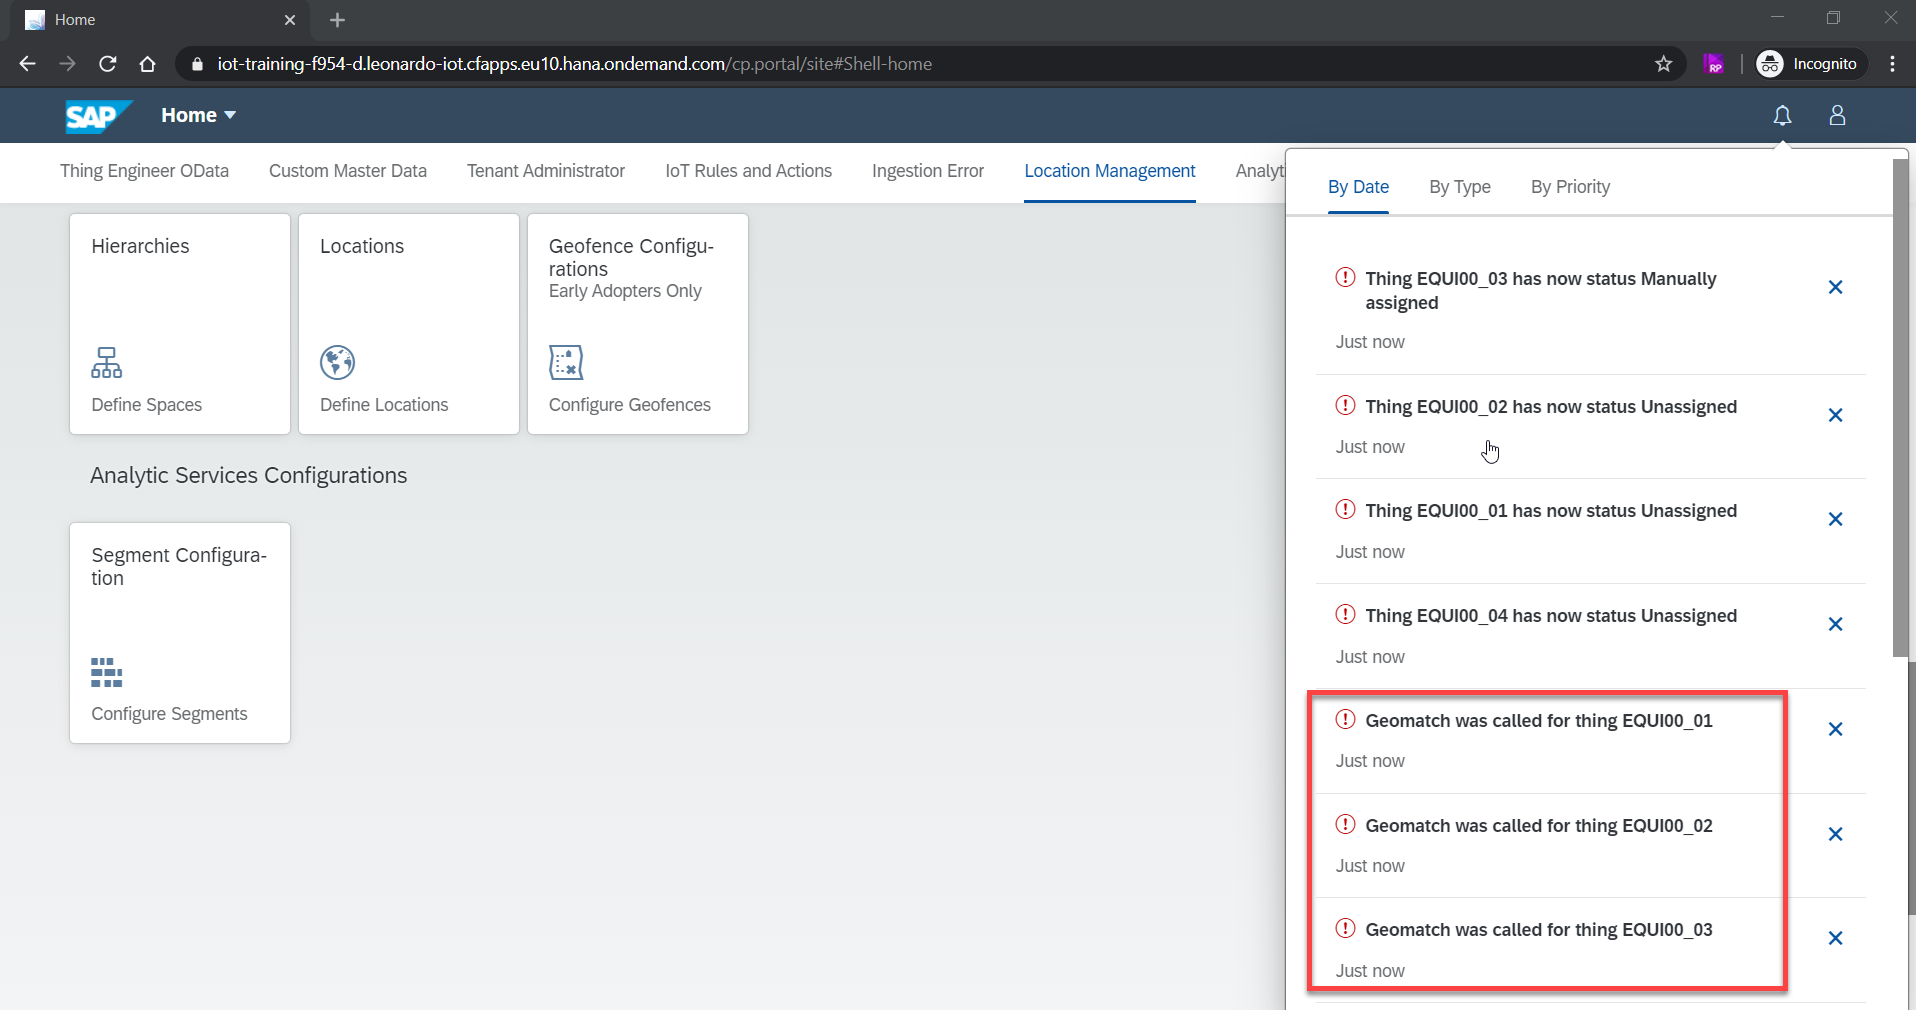 Home
iot-training-f954-d.leonardo-iot.cfapps.eu10.hana.ondemand.com/cp.portal/site#Shell-home
RP
Incognito
SAP
Home
Thing Engineer OData
Custom Master Data
Tenant Administrator
IoT Rules and Actions
Ingestion Error
Location Management
Analyti
Hierarchies
Define Spaces
Locations
Define Locations
Geofence Configu-
rations
Early Adopters Only
Configure Geofences
Analytic Services Configurations
Segment Configura-
tion
Configure Segments
By Date
By Type
By Priority
Thing EQUI00_03 has now status Manually
assigned
Just now
Thing EQUI00_02 has now status Unassigned
Just now
Thing EQUI00_01 has now status Unassigned
Just now
Thing EQUI00_04 has now status Unassigned
Just now
Geomatch was called for thing EQUI00_01
Just now
Geomatch was called for thing EQUI00_02
Just now
Geomatch was called for thing EQUI00_03
Just now